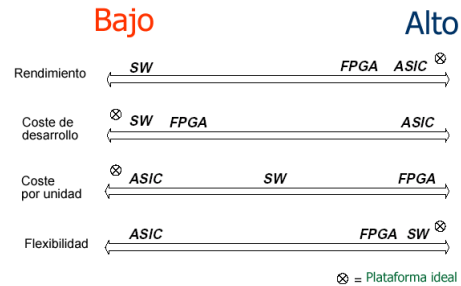 Bajo Alto
Rendimiento SW FPGA ASIC
Coste de desarrollo SW FPGA ASIC
Coste por unidad ASIC SW FPGA
Flexibilidad ASIC FPGA SW
= Plataforma ideal